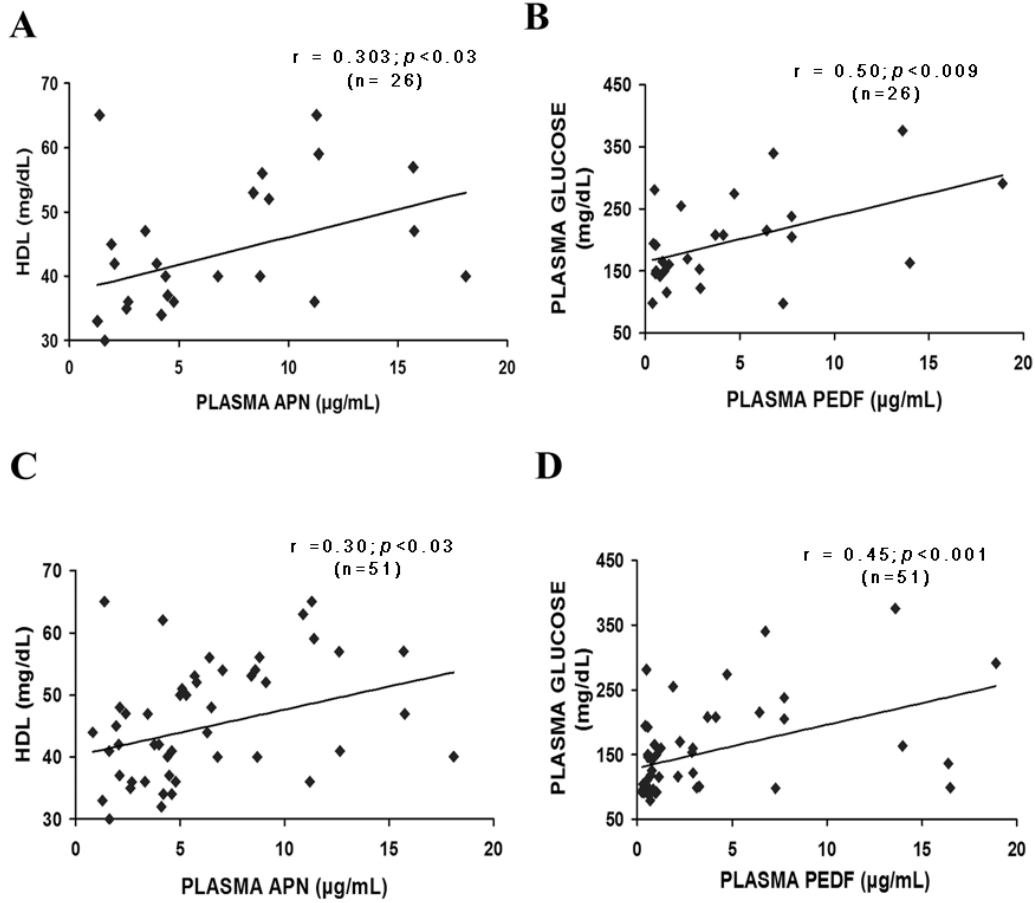 A
r = 0.303; p<0.03
(n= 26)
HDL (mg/dL)
70
60
50
40
30
0 5 10 15 20
PLASMA APN (µg/mL)
B
r = 0.50; p<0.009
(n=26)
PLASMA GLUCOSE
(mg/dL)
450
350
250
150
50
0 5 10 15 20
PLASMA PEDF (µg/mL)
C
r =0.30; p<0.03
(n=51)
HDL (mg/dL)
70
60
50
40
30
0 5 10 15 20
PLASMA APN (µg/mL)
D
r = 0.45; p<0.001
(n=51)
PLASMA GLUCOSE
(mg/dL)
450
350
250
150
50
0 5 10 15 20
PLASMA PEDF (µg/mL)